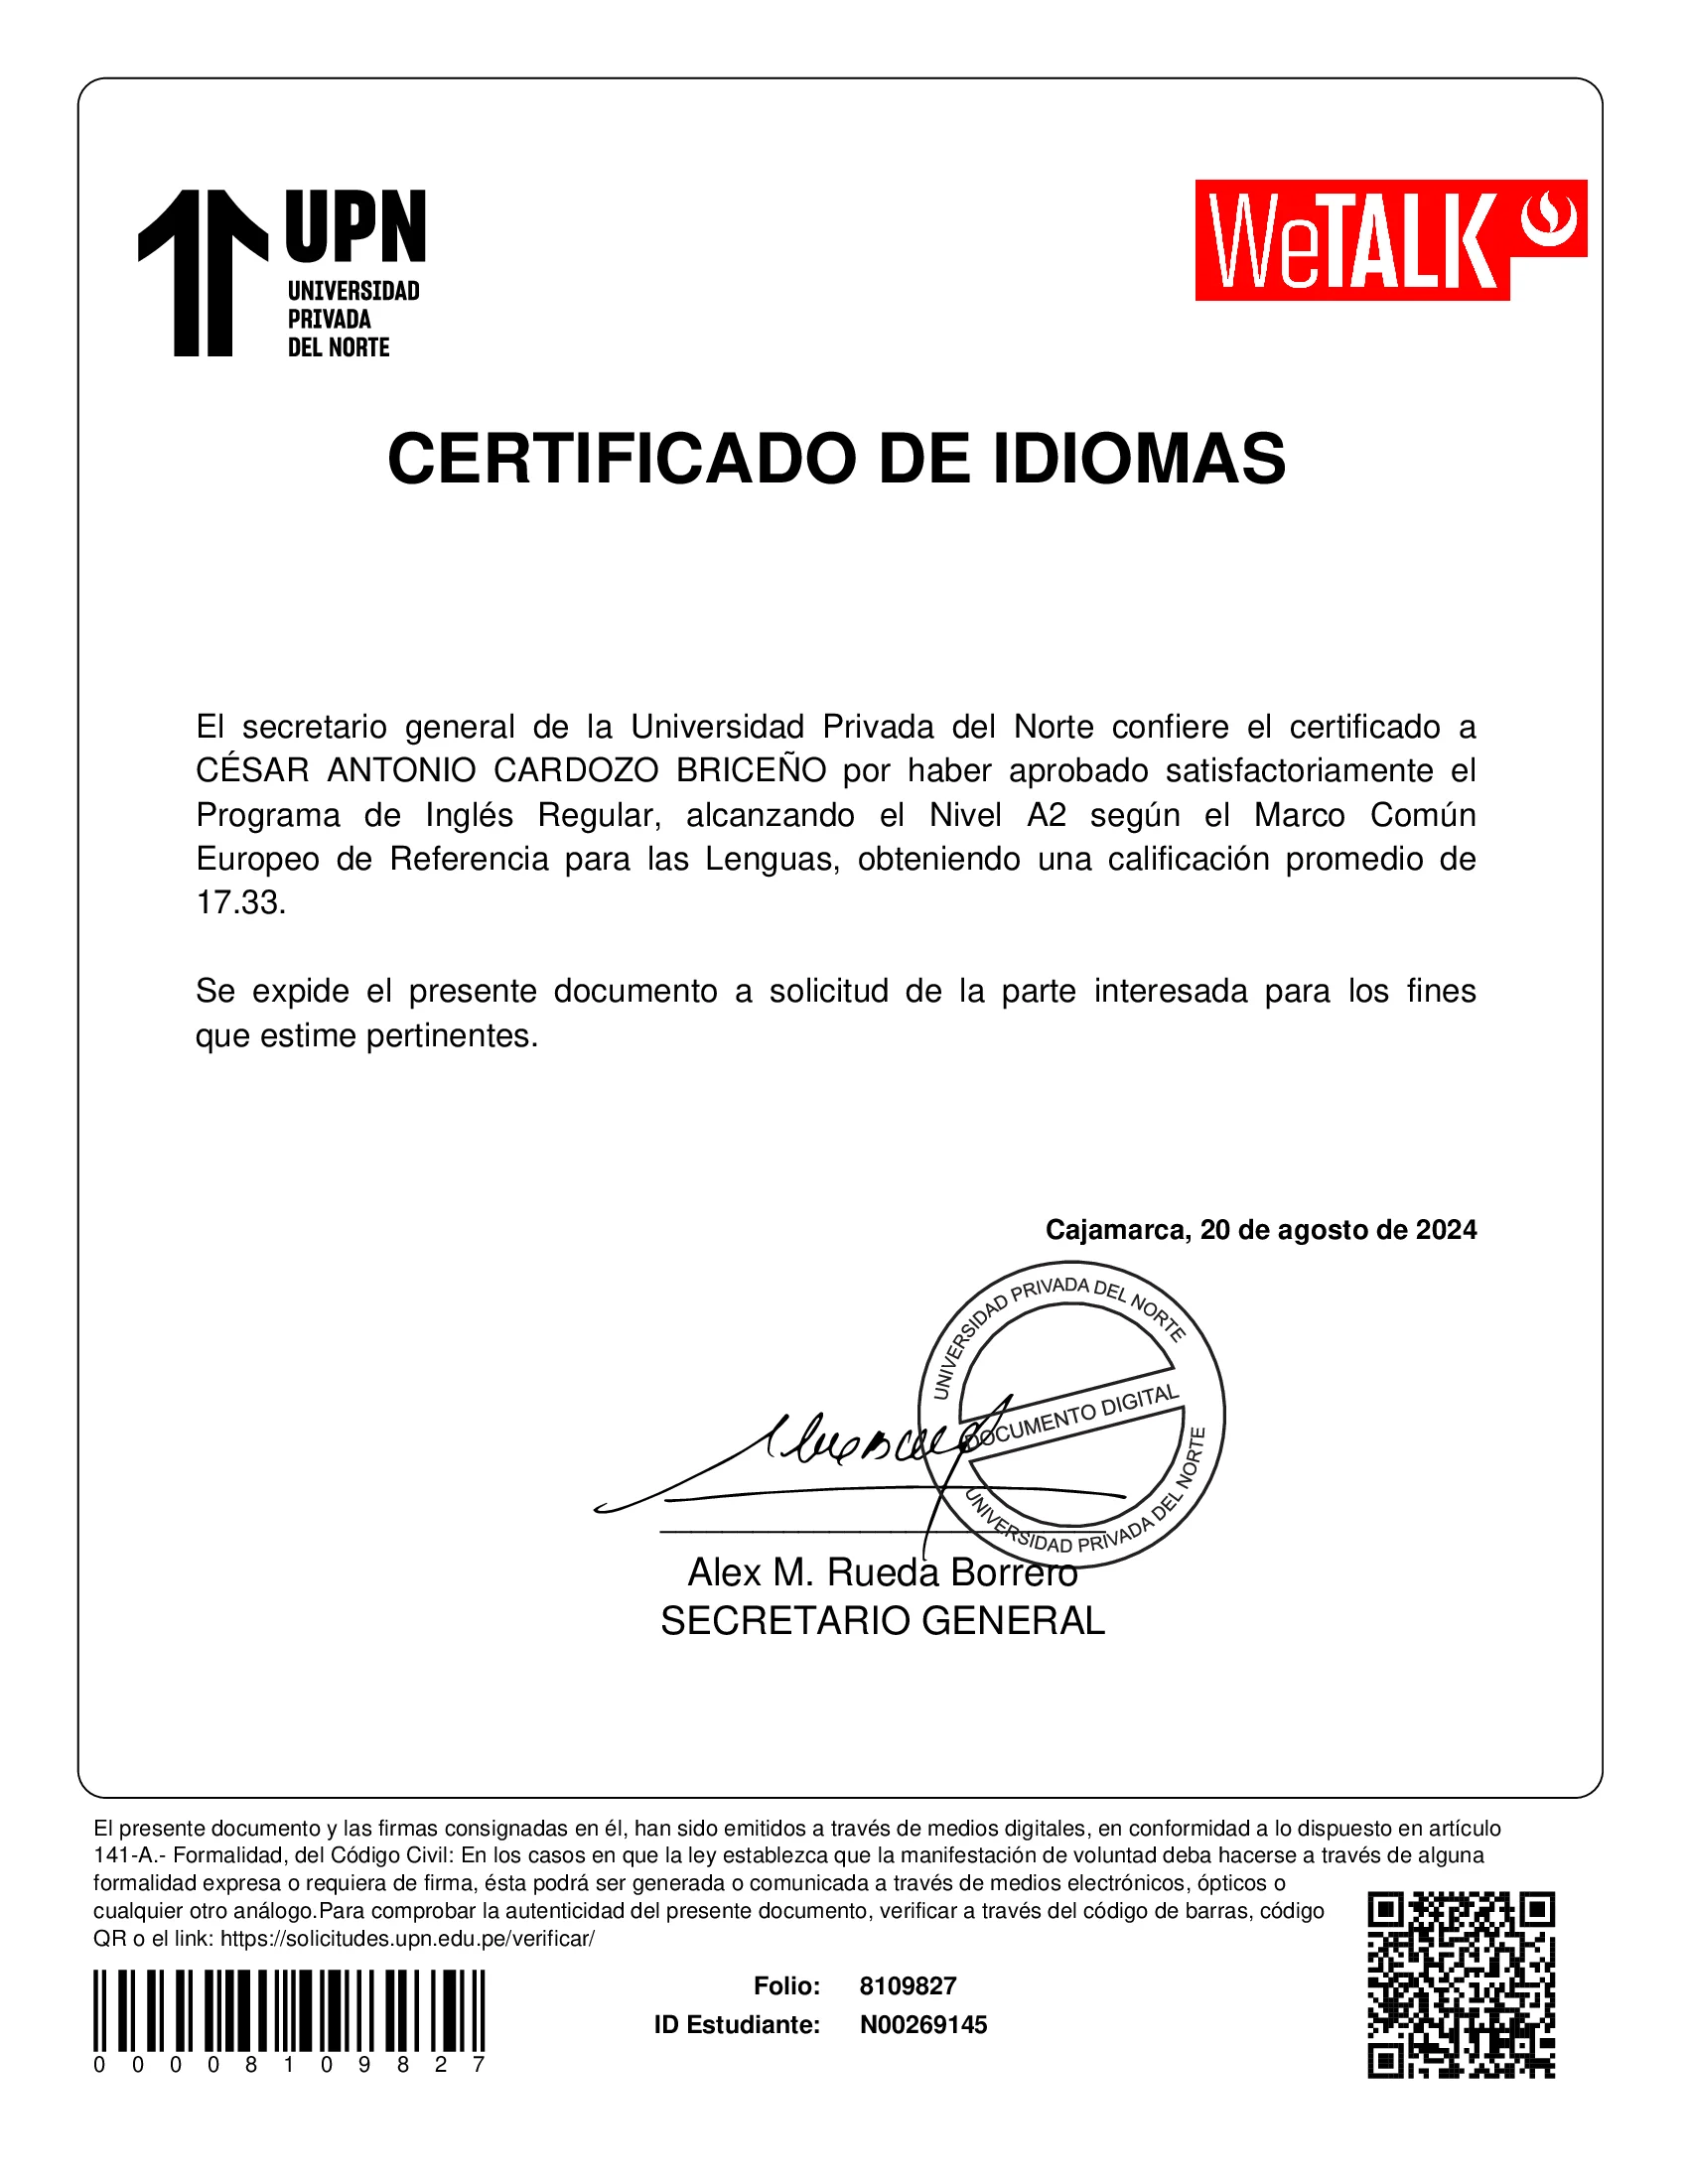 UPN
UNIVERSIDAD
PRIVADA
DEL NORTE
WeTALK
CERTIFICADO DE IDIOMAS
El secretario general de la Universidad Privada del Norte confiere el certificado a
CÉSAR ANTONIO CARDOZO BRICEÑO por haber aprobado satisfactoriamente el
Programa de Inglés Regular, alcanzando el Nivel A2 según el Marco Común
Europeo de Referencia para las Lenguas, obteniendo una calificación promedio de
17.33.
Se expide el presente documento a solicitud de la parte interesada para los fines
que estime pertinentes.
Cajamarca, 20 de agosto de 2024
UNIVERSIDAD PRIVADA DEL NORTE
DOCUMENTO DIGITAL
UNIVERSIDAD PRIVADA DEL NORTE
Alex M. Rueda Borrero
SECRETARIO GENERAL
El presente documento y las firmas consignadas en él, han sido emitidos a través de medios digitales, en conformidad a lo dispuesto en artículo
141-A.- Formalidad, del Código Civil: En los casos en que la ley establezca que la manifestación de voluntad deba hacerse a través de alguna
formalidad expresa o requiera de firma, ésta podrá ser generada o comunicada a través de medios electrónicos, ópticos o
cualquier otro análogo.Para comprobar la autenticidad del presente documento, verificar a través del código de barras, código
QR o el link: https://solicitudes.upn.edu.pe/verificar/
Folio: 8109827
ID Estudiante: N00269145
0 0 0 0 8 1 0 9 8 2 7